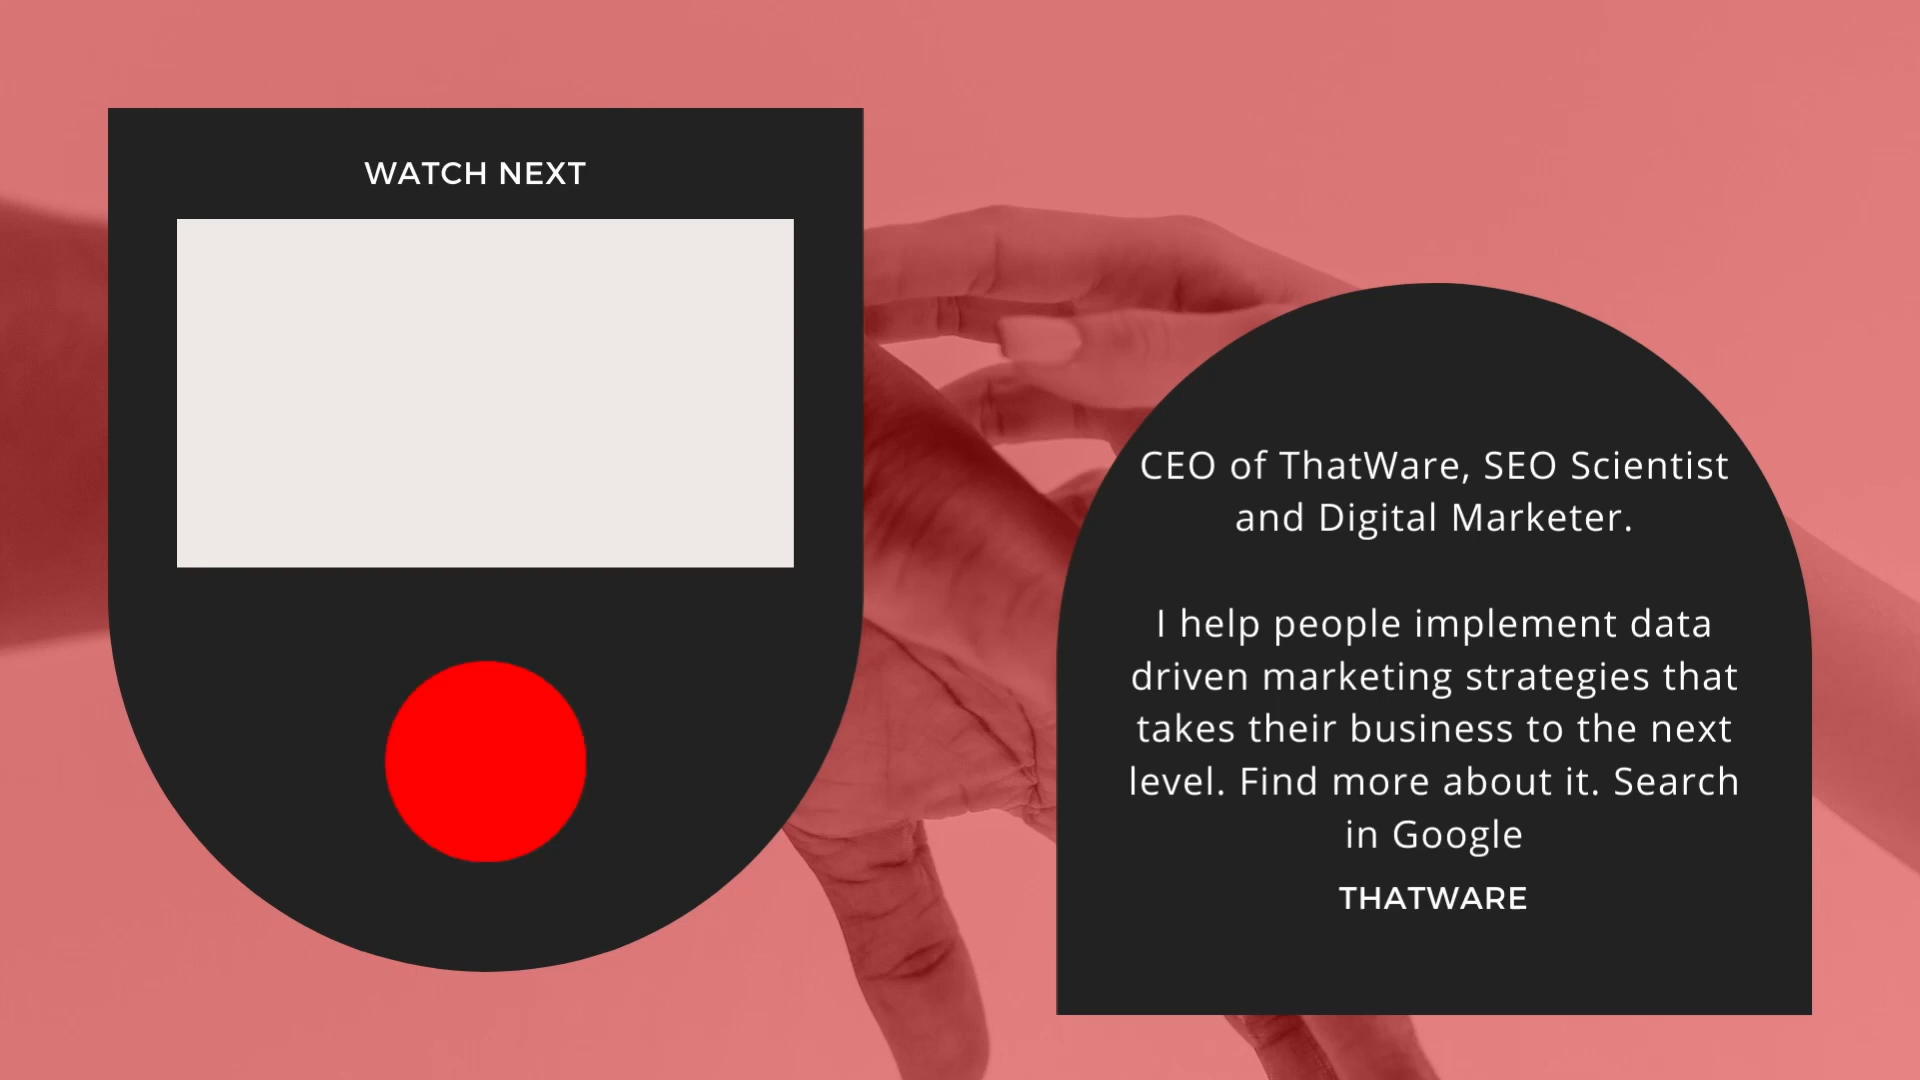 WATCH NEXT
CEO of ThatWare, SEO Scientist
and Digital Marketer.
I help people implement data
driven marketing strategies that
takes their business to the next
level. Find more about it. Search
in Google
THATWARE